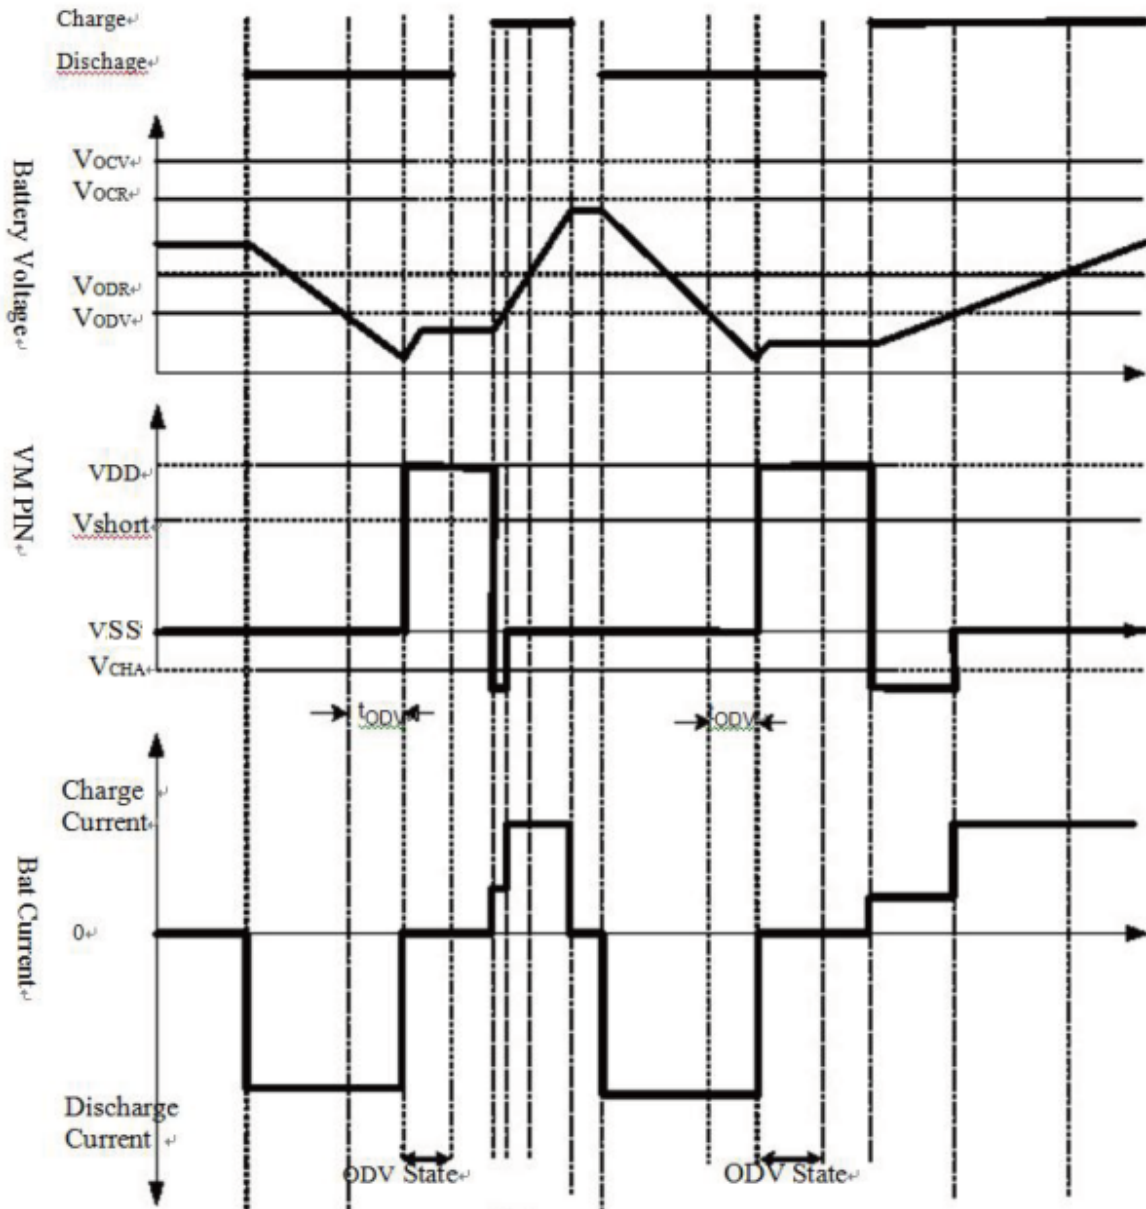 Charge↵
Dischage↵
Battery Voltage↵
VOCV↵
VOCR↵
VODR↵
VODV↵
VM PIN↵
VDD↵
Vshort↵
VSS
VCHA↵
tODV
tODV
Bat Current↵
Charge ↵
Current↵
0↵
Discharge
Current ↵
ODV State↵
ODV State↵